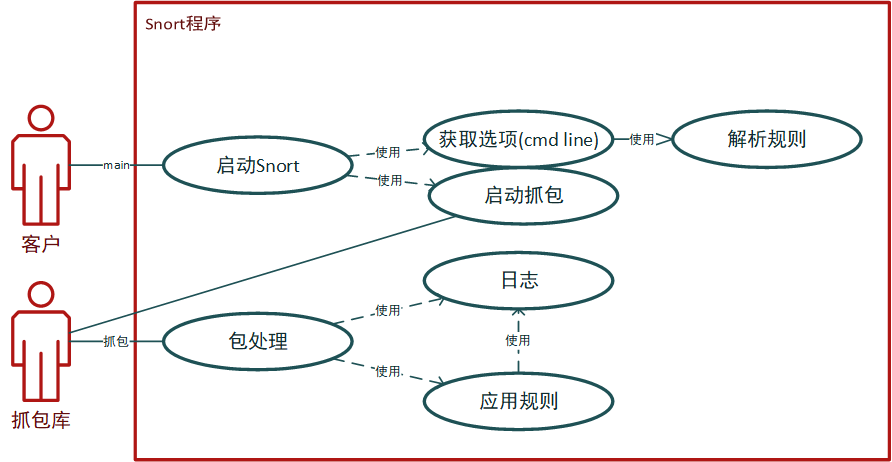 Snort程序
客户
main
启动Snort
使用
使用
获取选项(cmd line)
使用
解析规则
启动抓包
抓包库
抓包
包处理
使用
使用
日志
使用
应用规则